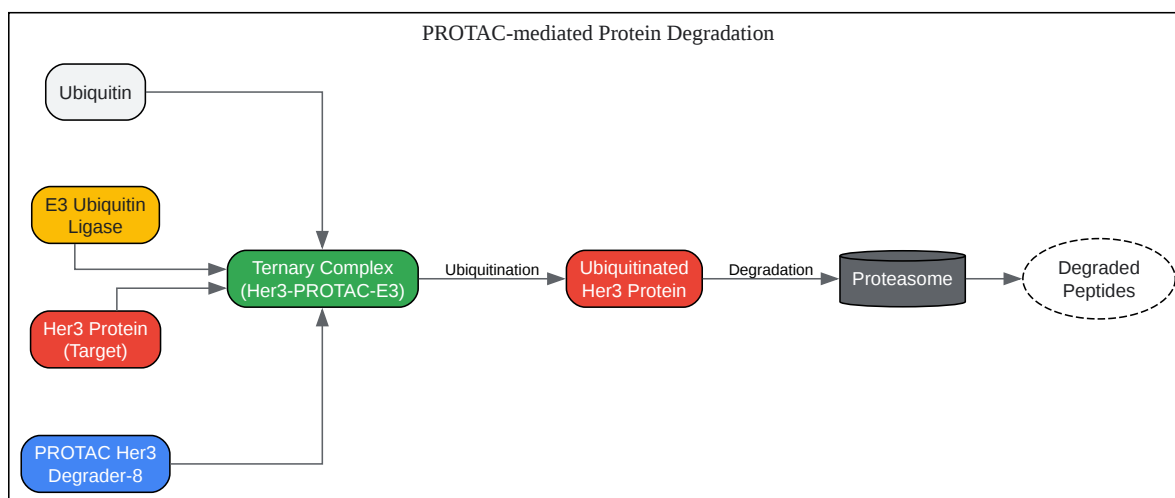 PROTAC-mediated Protein Degradation
Ubiquitin
E3 Ubiquitin
Ligase
Her3 Protein
(Target)
PROTAC Her3
Degrader-8
Ternary Complex
(Her3-PROTAC-E3)
Ubiquitination
Ubiquitinated
Her3 Protein
Degradation
Proteasome
Degraded
Peptides